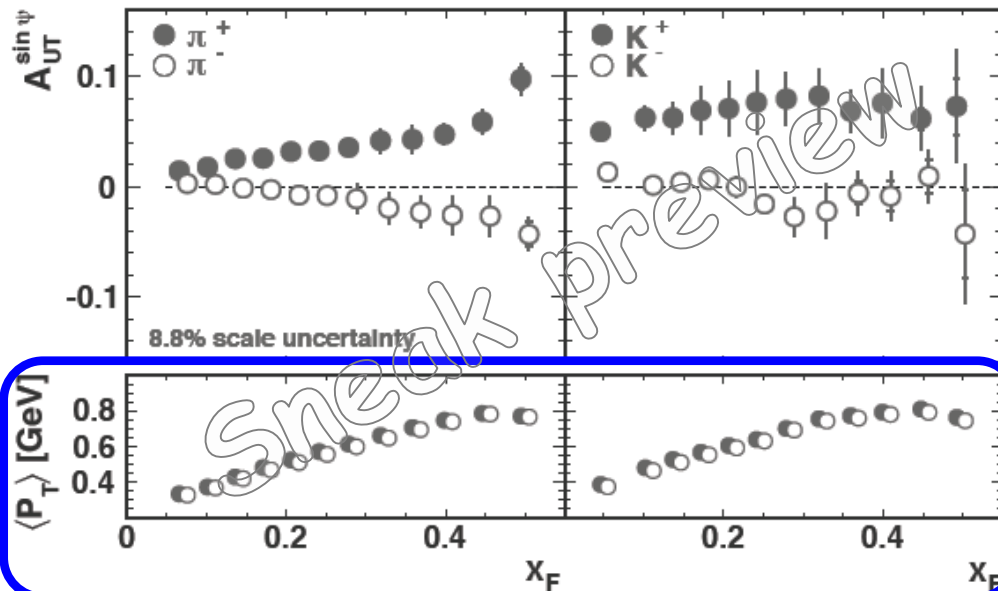 A_UT^sin ψ
π+
π-
K+
K-
0.1
0
-0.1
8.8% scale uncertainty
Sneak preview
⟨P_T⟩ [GeV]
0.8
0.6
0.4
0 0.2 0.4 0.2 0.4
x_F x_F